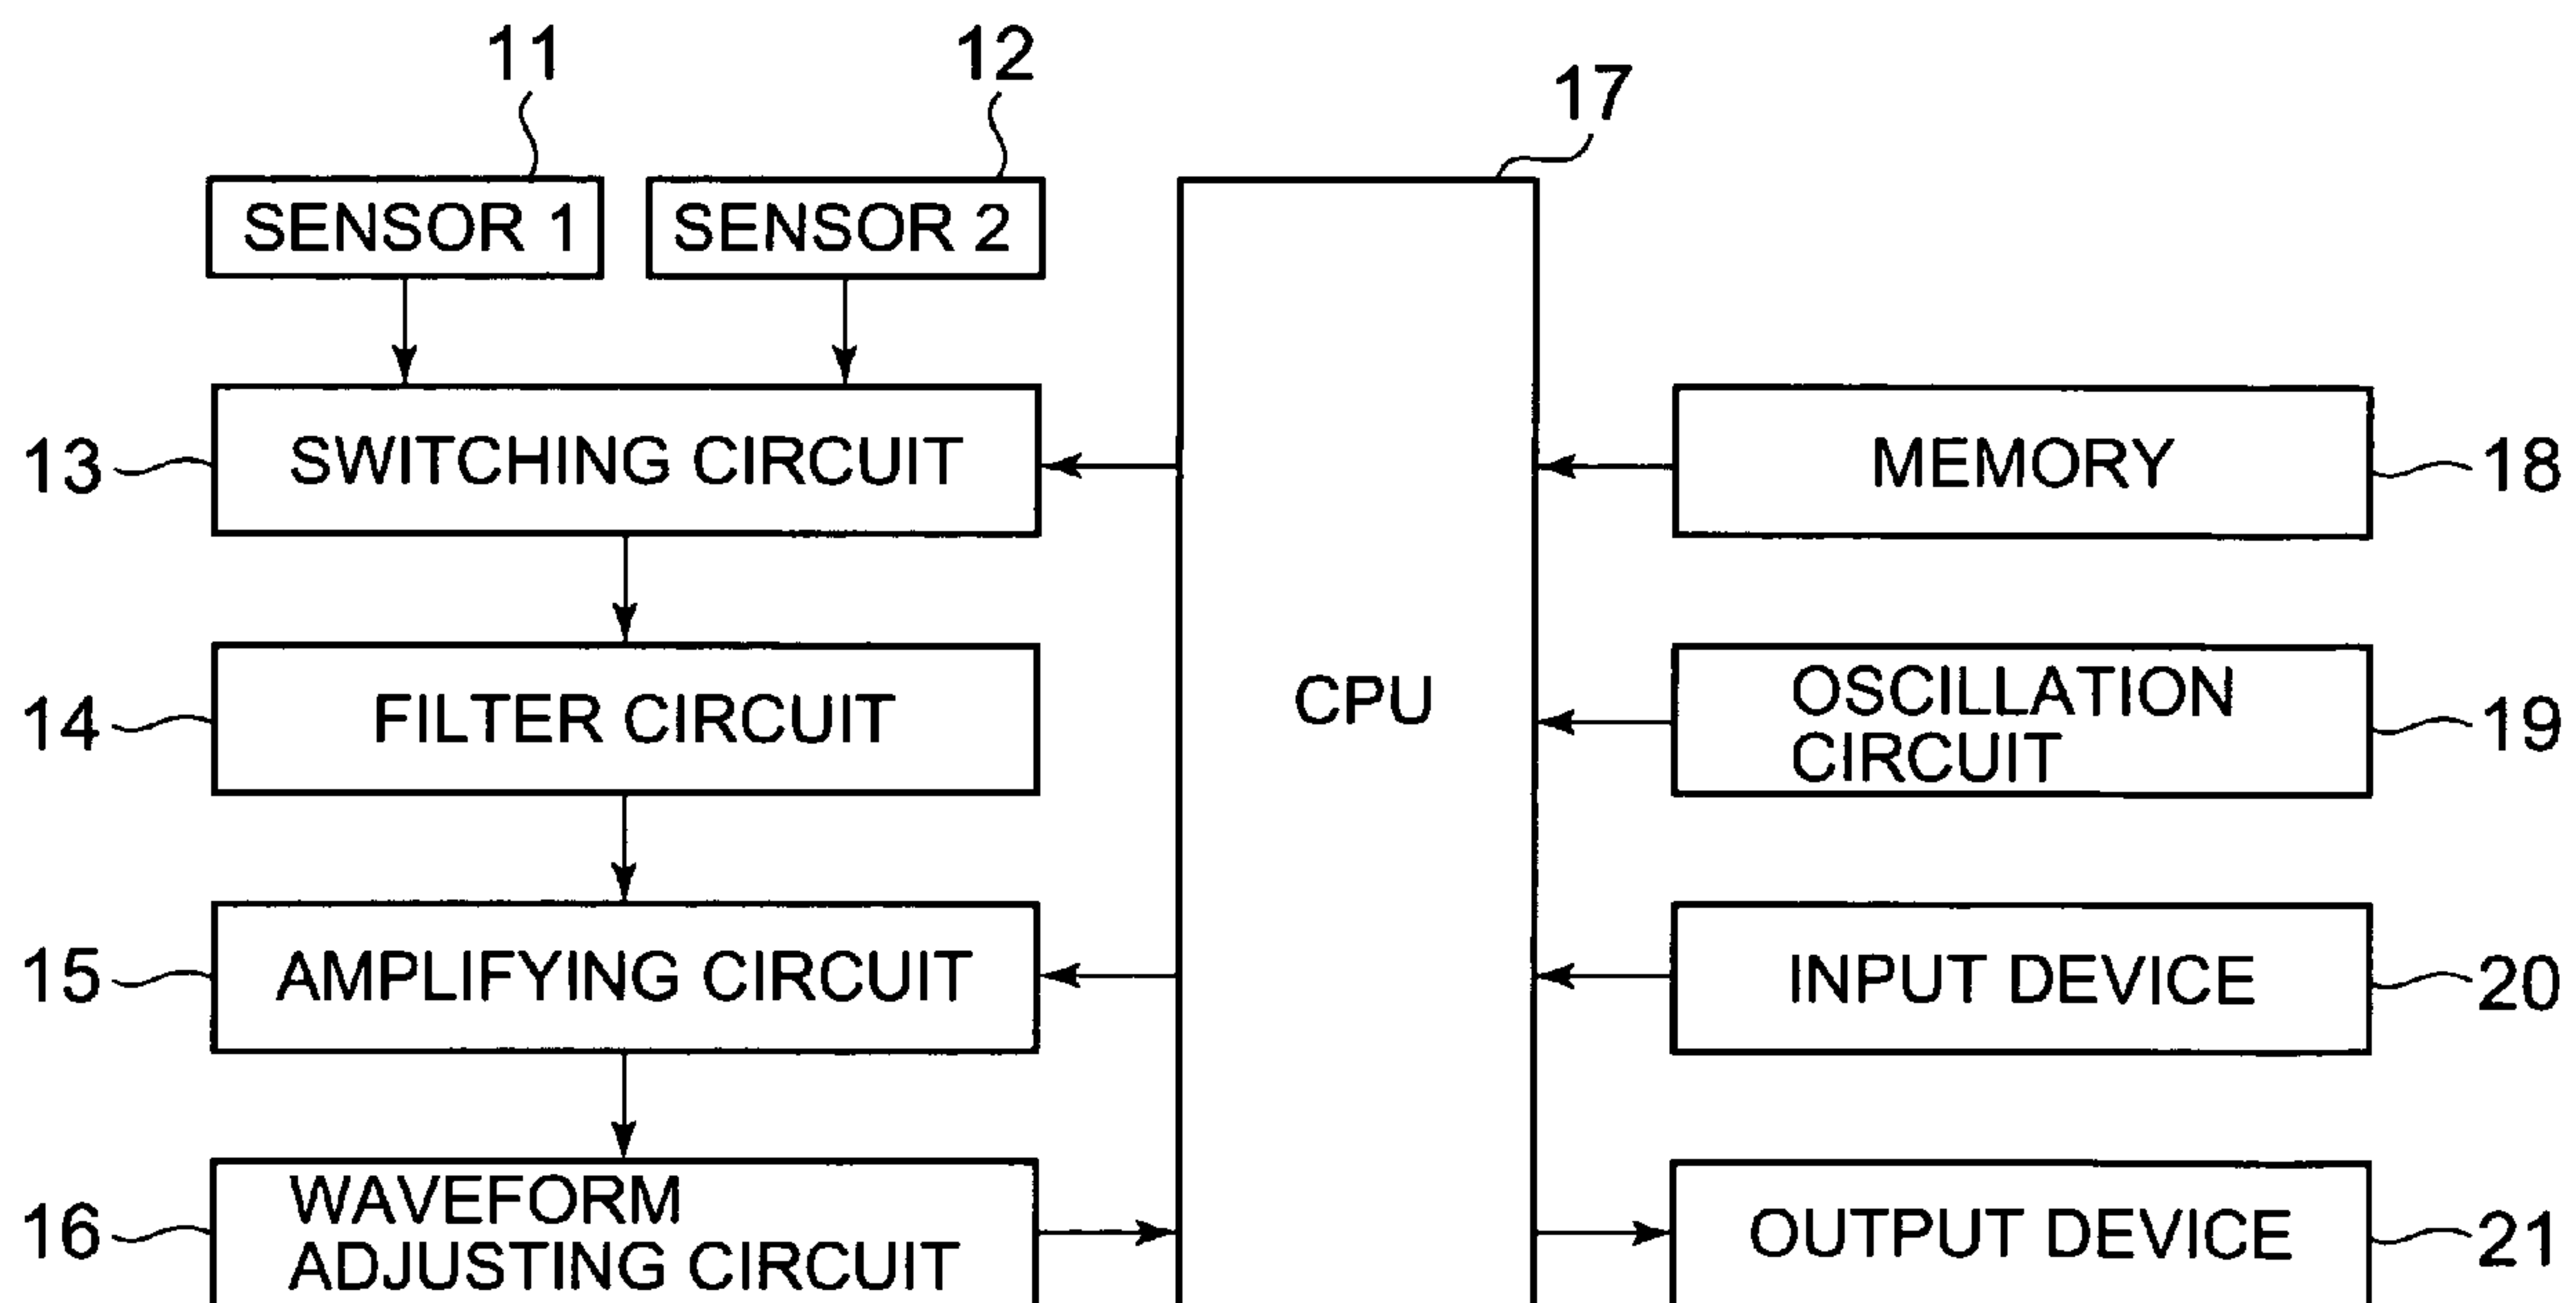 11
12
17
SENSOR 1
SENSOR 2
13
SWITCHING CIRCUIT
MEMORY
18
14
FILTER CIRCUIT
CPU
OSCILLATION
CIRCUIT
19
15
AMPLIFYING CIRCUIT
INPUT DEVICE
20
16
WAVEFORM
ADJUSTING CIRCUIT
OUTPUT DEVICE
21